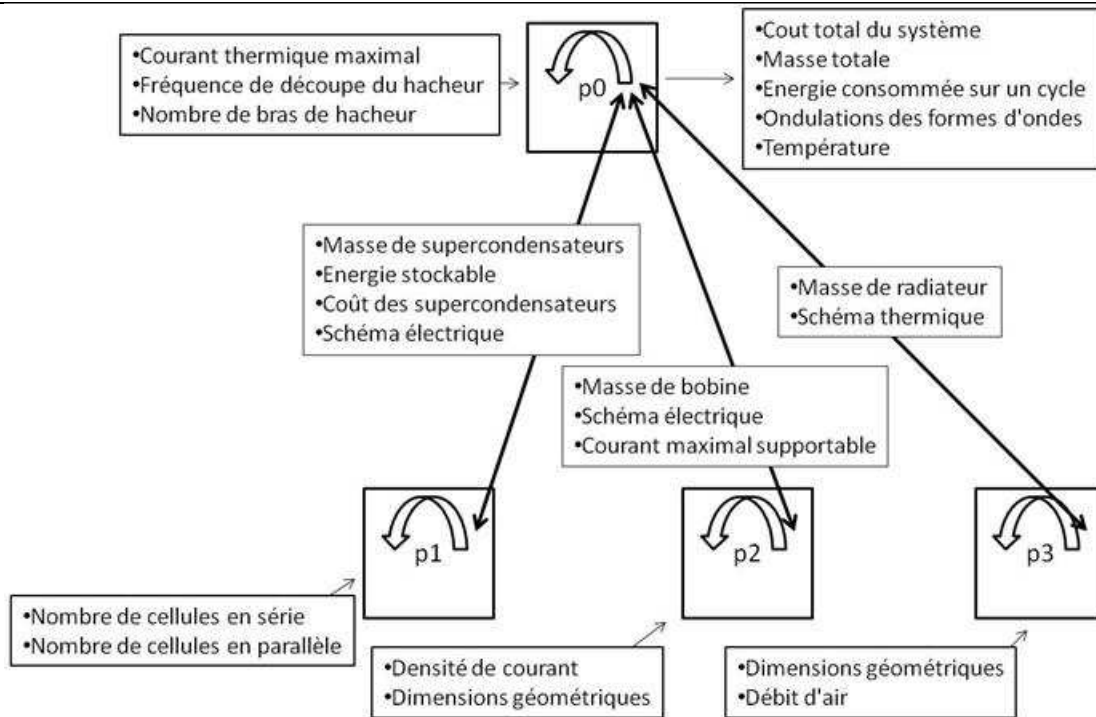 •Courant thermique maximal
•Fréquence de découpe du hacheur
•Nombre de bras de hacheur
p0
•Cout total du système
•Masse totale
•Energie consommée sur un cycle
•Ondulations des formes d'ondes
•Température
•Masse de supercondensateurs
•Energie stockable
•Coût des supercondensateurs
•Schéma électrique
•Masse de radiateur
•Schéma thermique
•Masse de bobine
•Schéma électrique
•Courant maximal supportable
p1
p2
p3
•Nombre de cellules en série
•Nombre de cellules en parallèle
•Densité de courant
•Dimensions géométriques
•Dimensions géométriques
•Débit d'air